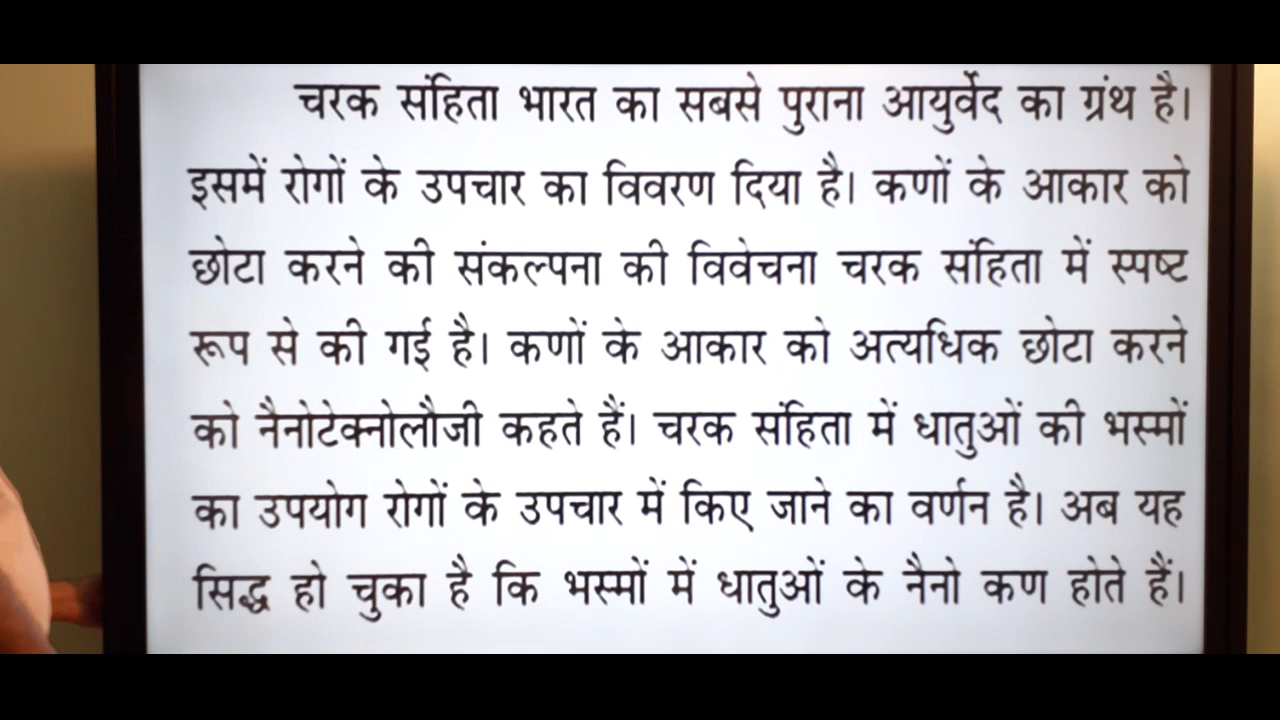 चरक संहिता भारत का सबसे पुराना आयुर्वेद का ग्रंथ है।
इसमें रोगों के उपचार का विवरण दिया है। कणों के आकार को
छोटा करने की संकल्पना की विवेचना चरक संहिता में स्पष्ट
रूप से की गई है। कणों के आकार को अत्यधिक छोटा करने
को नैनोटेक्नोलौजी कहते हैं। चरक संहिता में धातुओं की भस्मों
का उपयोग रोगों के उपचार में किए जाने का वर्णन है। अब यह
सिद्ध हो चुका है कि भस्मों में धातुओं के नैनो कण होते हैं।